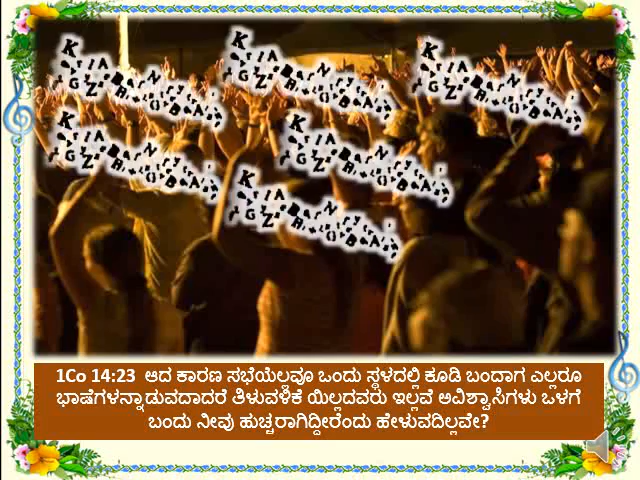 1Co 14:23 ಆದ ಕಾರಣ ಸಭೆಯೆಲ್ಲವೂ ಒಂದು ಸ್ಥಳದಲ್ಲಿ ಕೂಡಿ ಬಂದಾಗ ಎಲ್ಲರೂ
ಭಾಷೆಗಳನ್ನಾಡುವದಾದರೆ ತಿಳುವಳಿಕೆ ಯಿಲ್ಲದವರು ಇಲ್ಲವೆ ಅವಿಶ್ವಾಸಿಗಳು ಒಳಗೆ
ಬಂದು ನೀವು ಹುಚ್ಚರಾಗಿದ್ದೀರೆಂದು ಹೇಳುವದಿಲ್ಲವೇ?